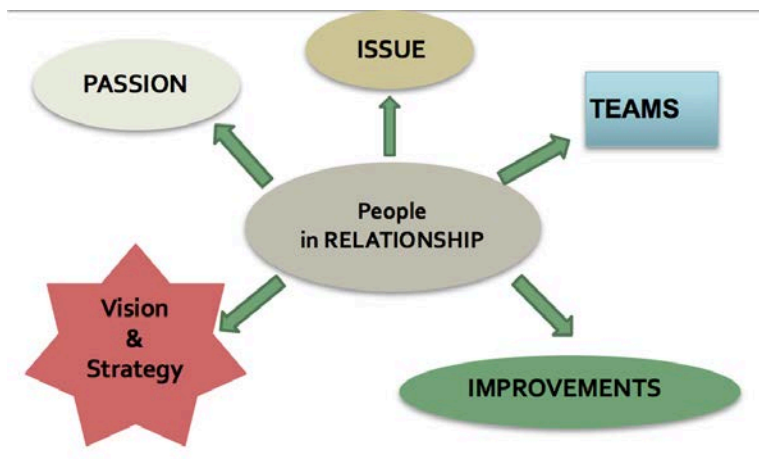 ISSUE
PASSION
TEAMS
People
in RELATIONSHIP
Vision
&
Strategy
IMPROVEMENTS